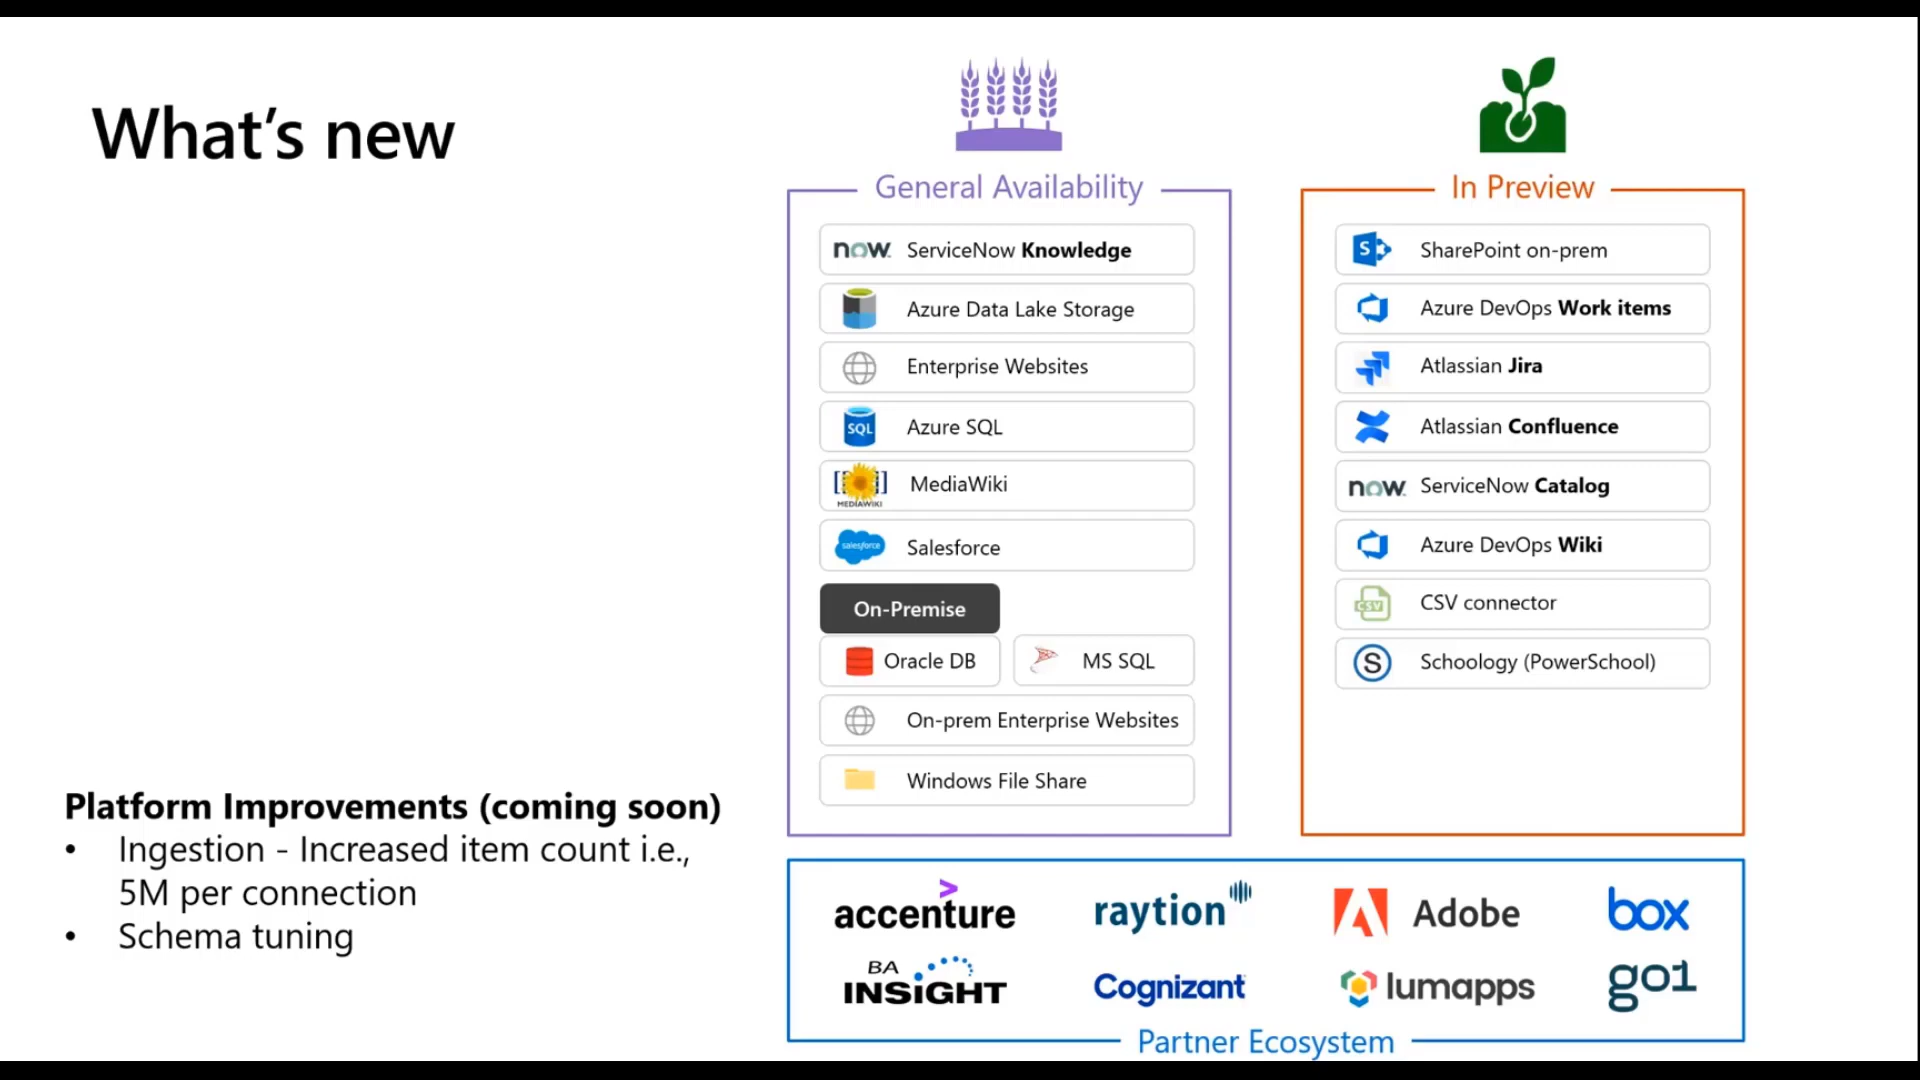 What's new
General Availability
now. ServiceNow Knowledge
Azure Data Lake Storage
Enterprise Websites
SQL Azure SQL
MEDIAWIKI MediaWiki
salesforce Salesforce
On-Premise
Oracle DB
MS SQL
On-prem Enterprise Websites
Windows File Share
In Preview
S SharePoint on-prem
Azure DevOps Work items
Atlassian Jira
Atlassian Confluence
now. ServiceNow Catalog
Azure DevOps Wiki
CSV CSV connector
S Schoology (PowerSchool)
Platform Improvements (coming soon)
• Ingestion - Increased item count i.e.,
5M per connection
• Schema tuning
accenture raytion Adobe box
BA INSiGHT Cognizant lumapps go1
Partner Ecosystem